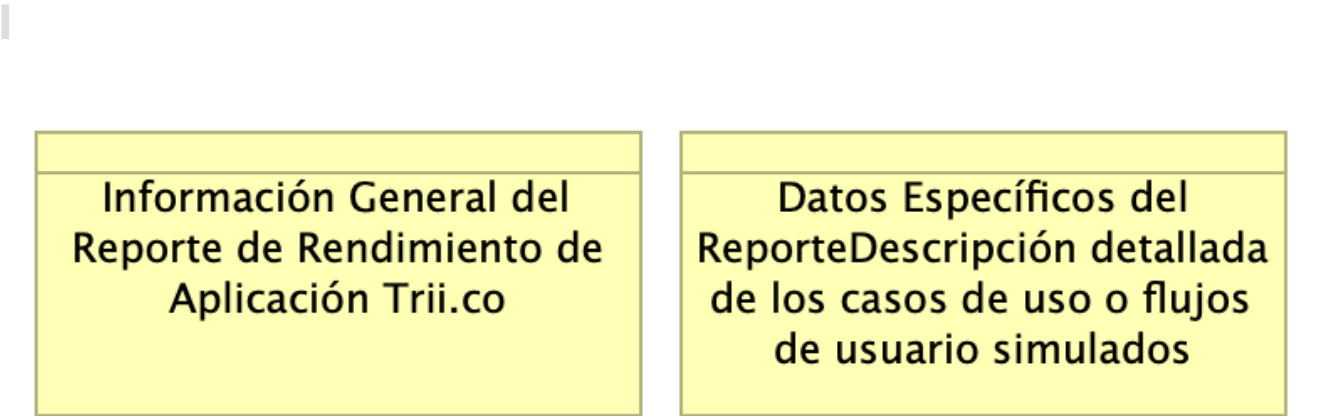 Información General del
Reporte de Rendimiento de
Aplicación Trii.co
Datos Específicos del
ReporteDescripción detallada
de los casos de uso o flujos
de usuario simulados